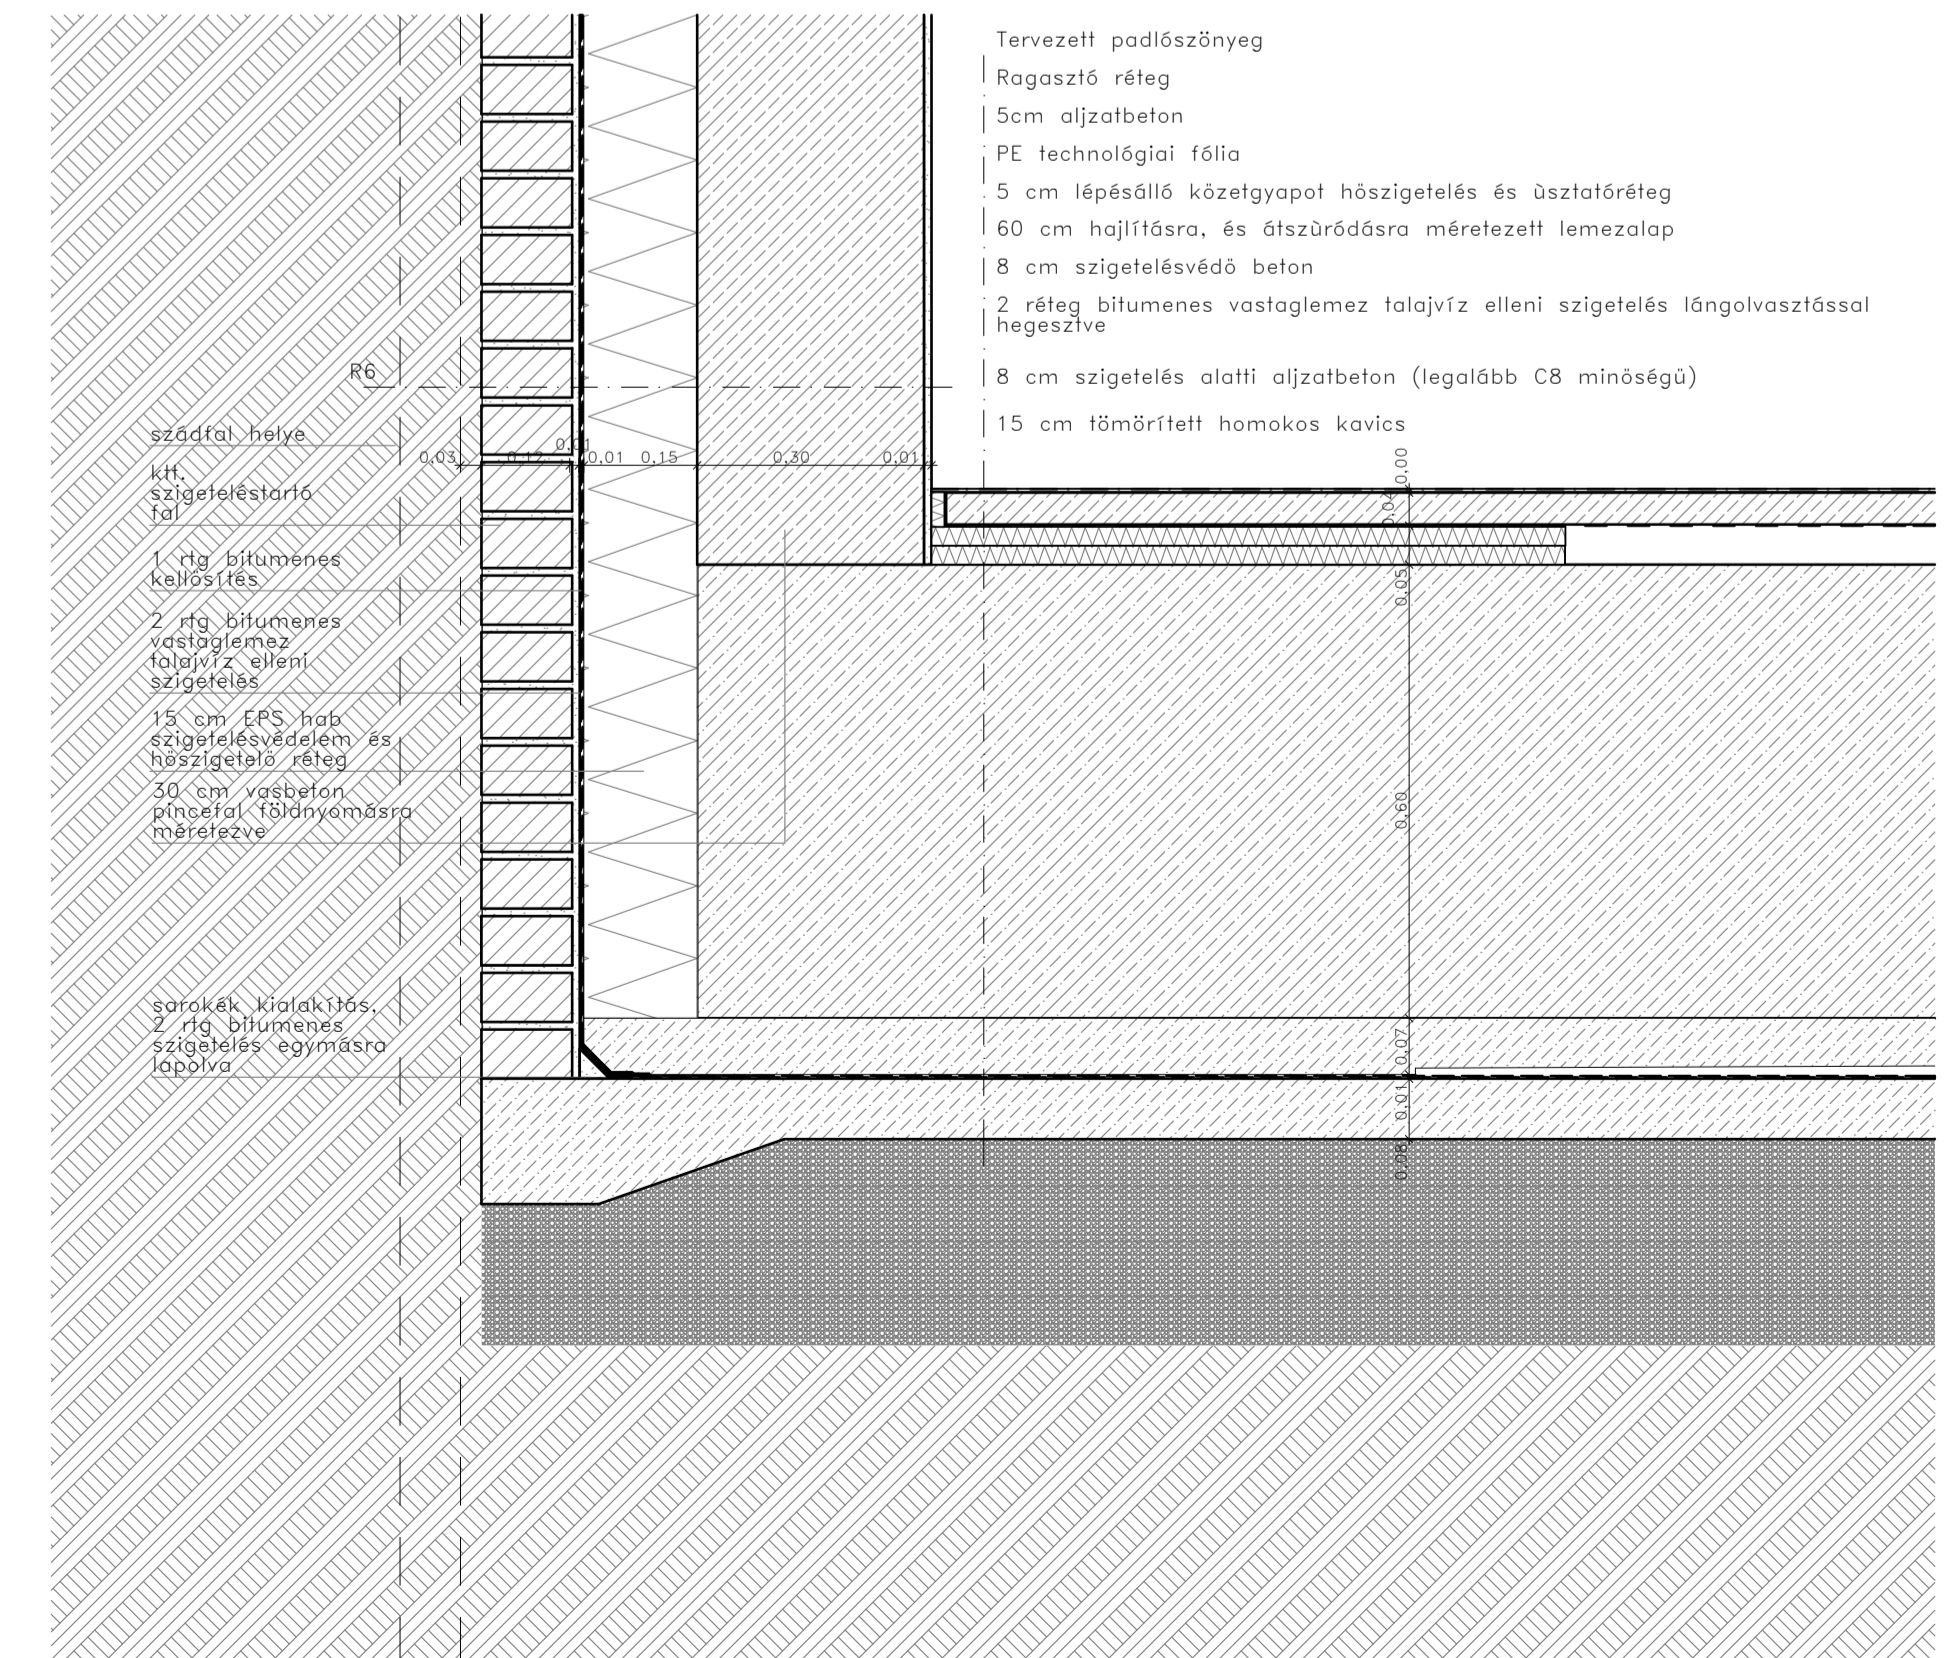 Tervezett padlószönyeg
Ragasztó réteg
5cm aljzatbeton
PE technológiai fólia
5 cm lépésálló közetgyapot höszigetelés és ùsztatóréteg
60 cm hajlításra, és átszùródásra méretezett lemezalap
8 cm szigetelésvédö beton
2 réteg bitumenes vastaglemez talajvíz elleni szigetelés lángolvasztással
hegesztve
8 cm szigetelés alatti aljzatbeton (legalább C8 minöségü)
15 cm tömörített homokos kavics
R6
szádfal helye
ktt.
szigeteléstartó
fal
1 rtg bitumenes
kellösítés
2 rtg bitumenes
vastaglemez
talajvíz elleni
szigetelés
15 cm EPS hab
szigetelésvédelem és
höszigetelö réteg
30 cm vasbeton
pincefal földnyomásra
méretezve
sarokék kialakítás,
2 rtg bitumenes
szigetelés egymásra
lapolva
0,03
0,12
0,01
0,01
0,15
0,30
0,01
0,00
0,04
0,05
0,60
0,07
0,01
0,08